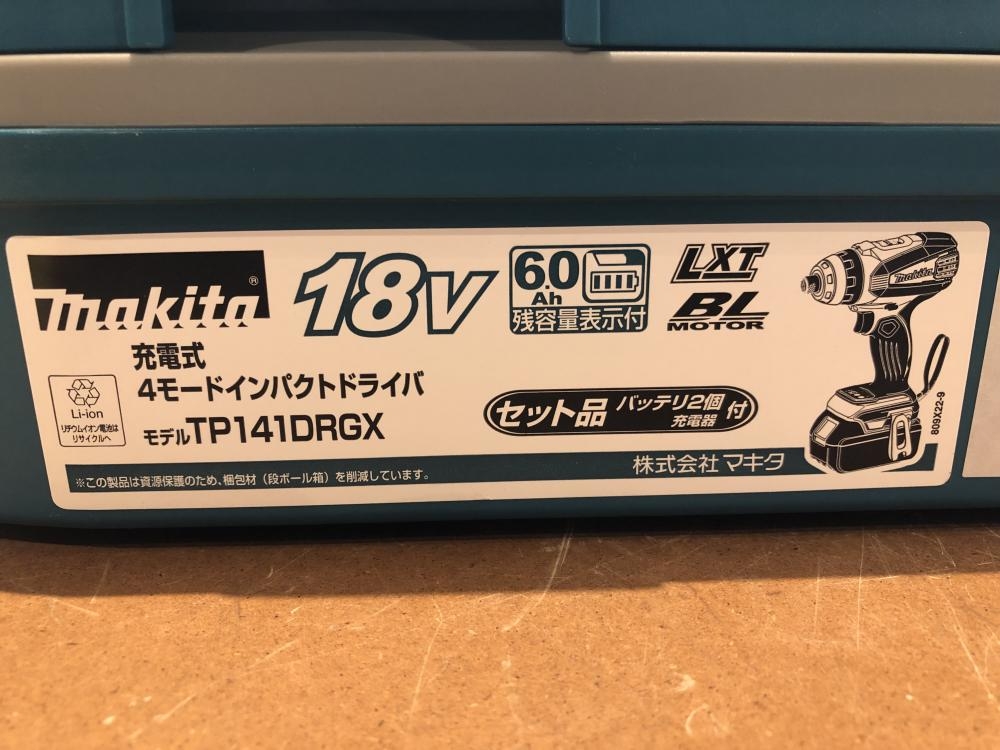 makita®
18V
6.0
Ah
残容量表示付
LXT
BL
MOTOR
makita
充電式
4モードインパクトドライバ
モデルTP141DRGX
Li-ion
リチウムイオン電池は
リサイクルへ
セット品 バッテリ2個 付
充電器
809X22-9
株式会社 マキタ
※この製品は資源保護のため、梱包材(段ボール箱)を削減しています。